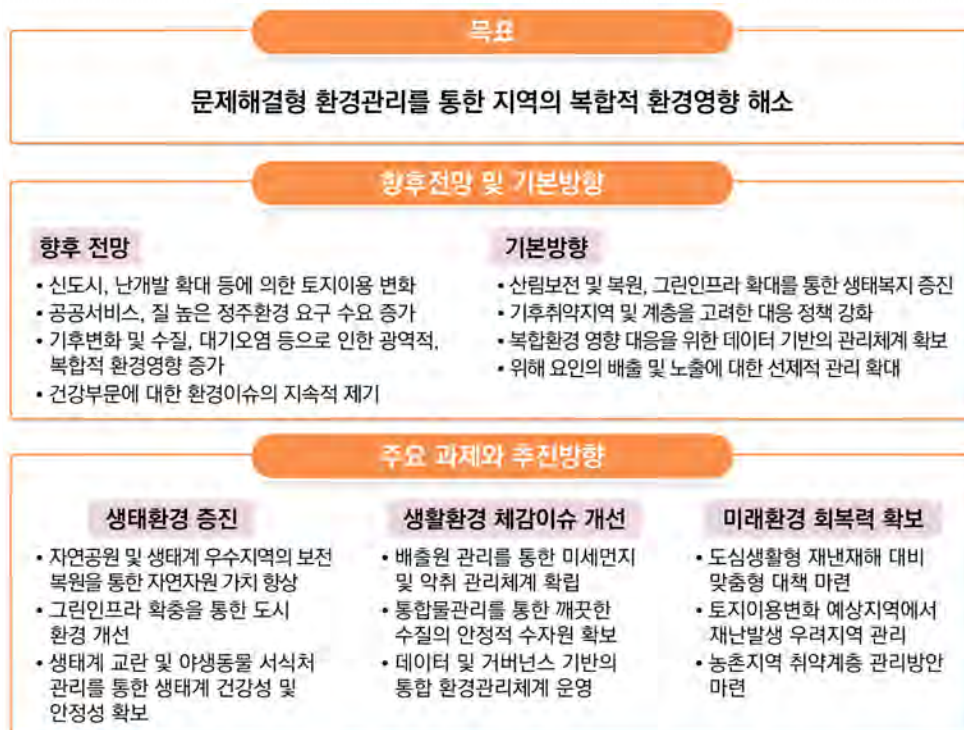 목표
문제해결형 환경관리를 통한 지역의 복합적 환경영향 해소
향후전망 및 기본방향
향후 전망
• 신도시, 난개발 확대 등에 의한 토지이용 변화
• 공공서비스, 질 높은 정주환경 요구 수요 증가
• 기후변화 및 수질, 대기오염 등으로 인한 광역적,
복합적 환경영향 증가
• 건강부문에 대한 환경이슈의 지속적 제기
기본방향
• 산림보전 및 복원, 그린인프라 확대를 통한 생태복지 증진
• 기후취약지역 및 계층을 고려한 대응 정책 강화
• 복합환경 영향 대응을 위한 데이터 기반의 관리체계 확보
• 위해 요인의 배출 및 노출에 대한 선제적 관리 확대
주요 과제와 추진방향
생태환경 증진
• 자연공원 및 생태계 우수지역의 보전
복원을 통한 자연자원 가치 향상
• 그린인프라 확충을 통한 도시
환경 개선
• 생태계 교란 및 야생동물 서식처
관리를 통한 생태계 건강성 및
안정성 확보
생활환경 체감이슈 개선
• 배출원 관리를 통한 미세먼지
및 악취 관리체계 확립
• 통합물관리를 통한 깨끗한
수질의 안정적 수자원 확보
• 데이터 및 거버넌스 기반의
통합 환경관리체계 운영
미래환경 회복력 확보
• 도심생활형 재낸재해 대비
맞춤형 대책 마련
• 토지이용변화 예상지역에서
재난발생 우려지역 관리
• 농촌지역 취약계층 관리방안
마련